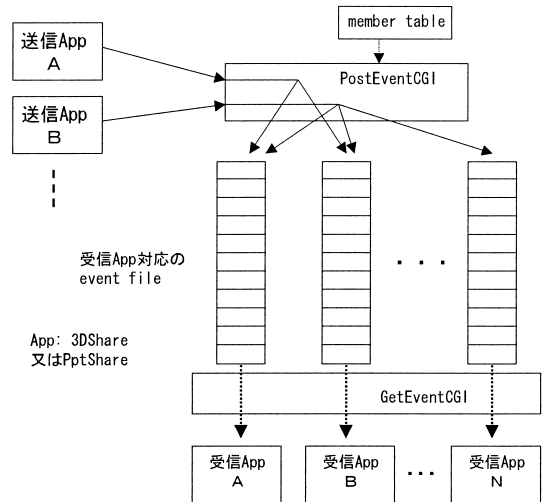 member table
送信App
A
PostEventCGI
送信App
B
受信App対応の
event file
・・・
App: 3DShare
又はPptShare
GetEventCGI
受信App
A
受信App
B
・・・
受信App
N